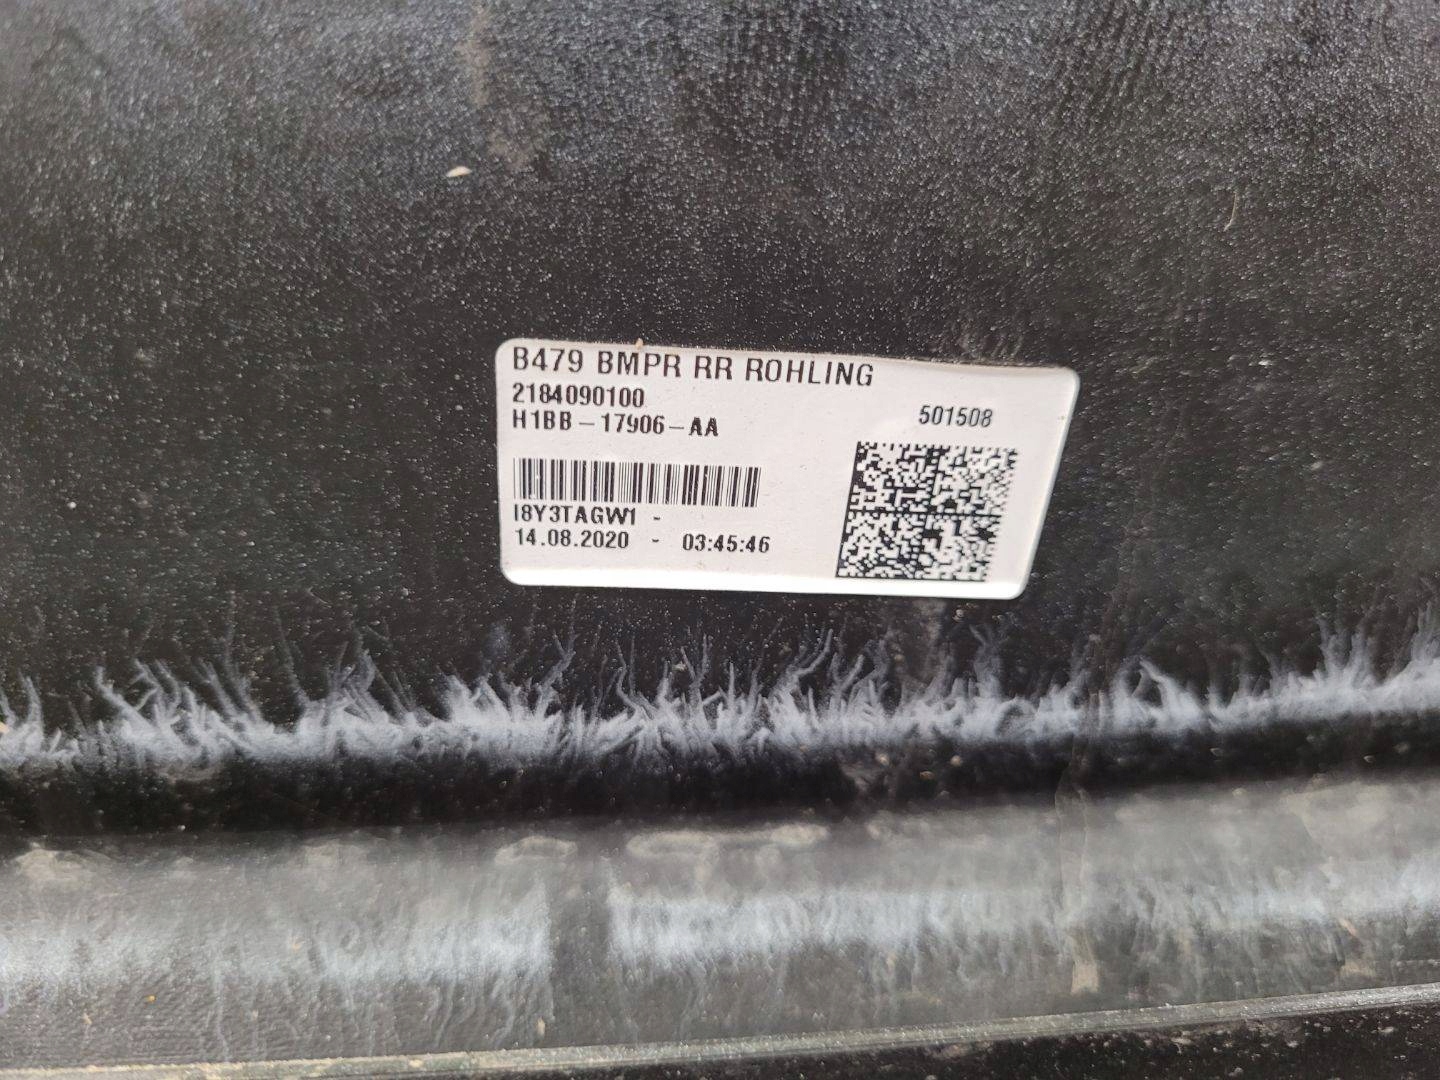 B479 BMPR RR ROHLING
2184090100
H1BB-17906-AA
501508
I8Y3TAGW1 -
14.08.2020 - 03:45:46